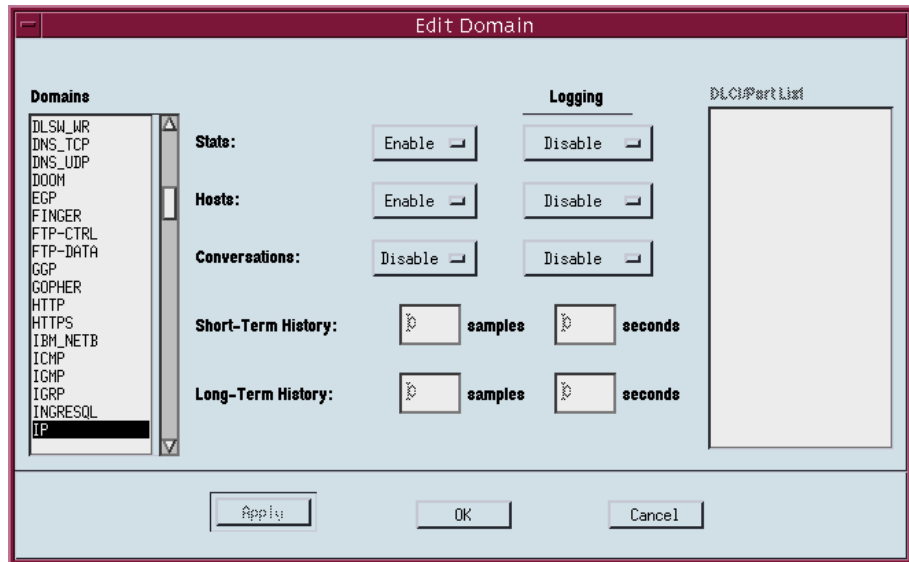 Edit Domain
Domains
Logging
DLCI/Port List
DLSW_WR
DNS_TCP
DNS_UDP
DOOM
EGP
FINGER
FTP-CTRL
FTP-DATA
GGP
GOPHER
HTTP
HTTPS
IBM_NETB
ICMP
IGMP
IGRP
INGRESQL
IP
Stats: Enable Disable
Hosts: Enable Disable
Conversations: Disable Disable
Short-Term History: samples seconds
Long-Term History: samples seconds
Apply OK Cancel